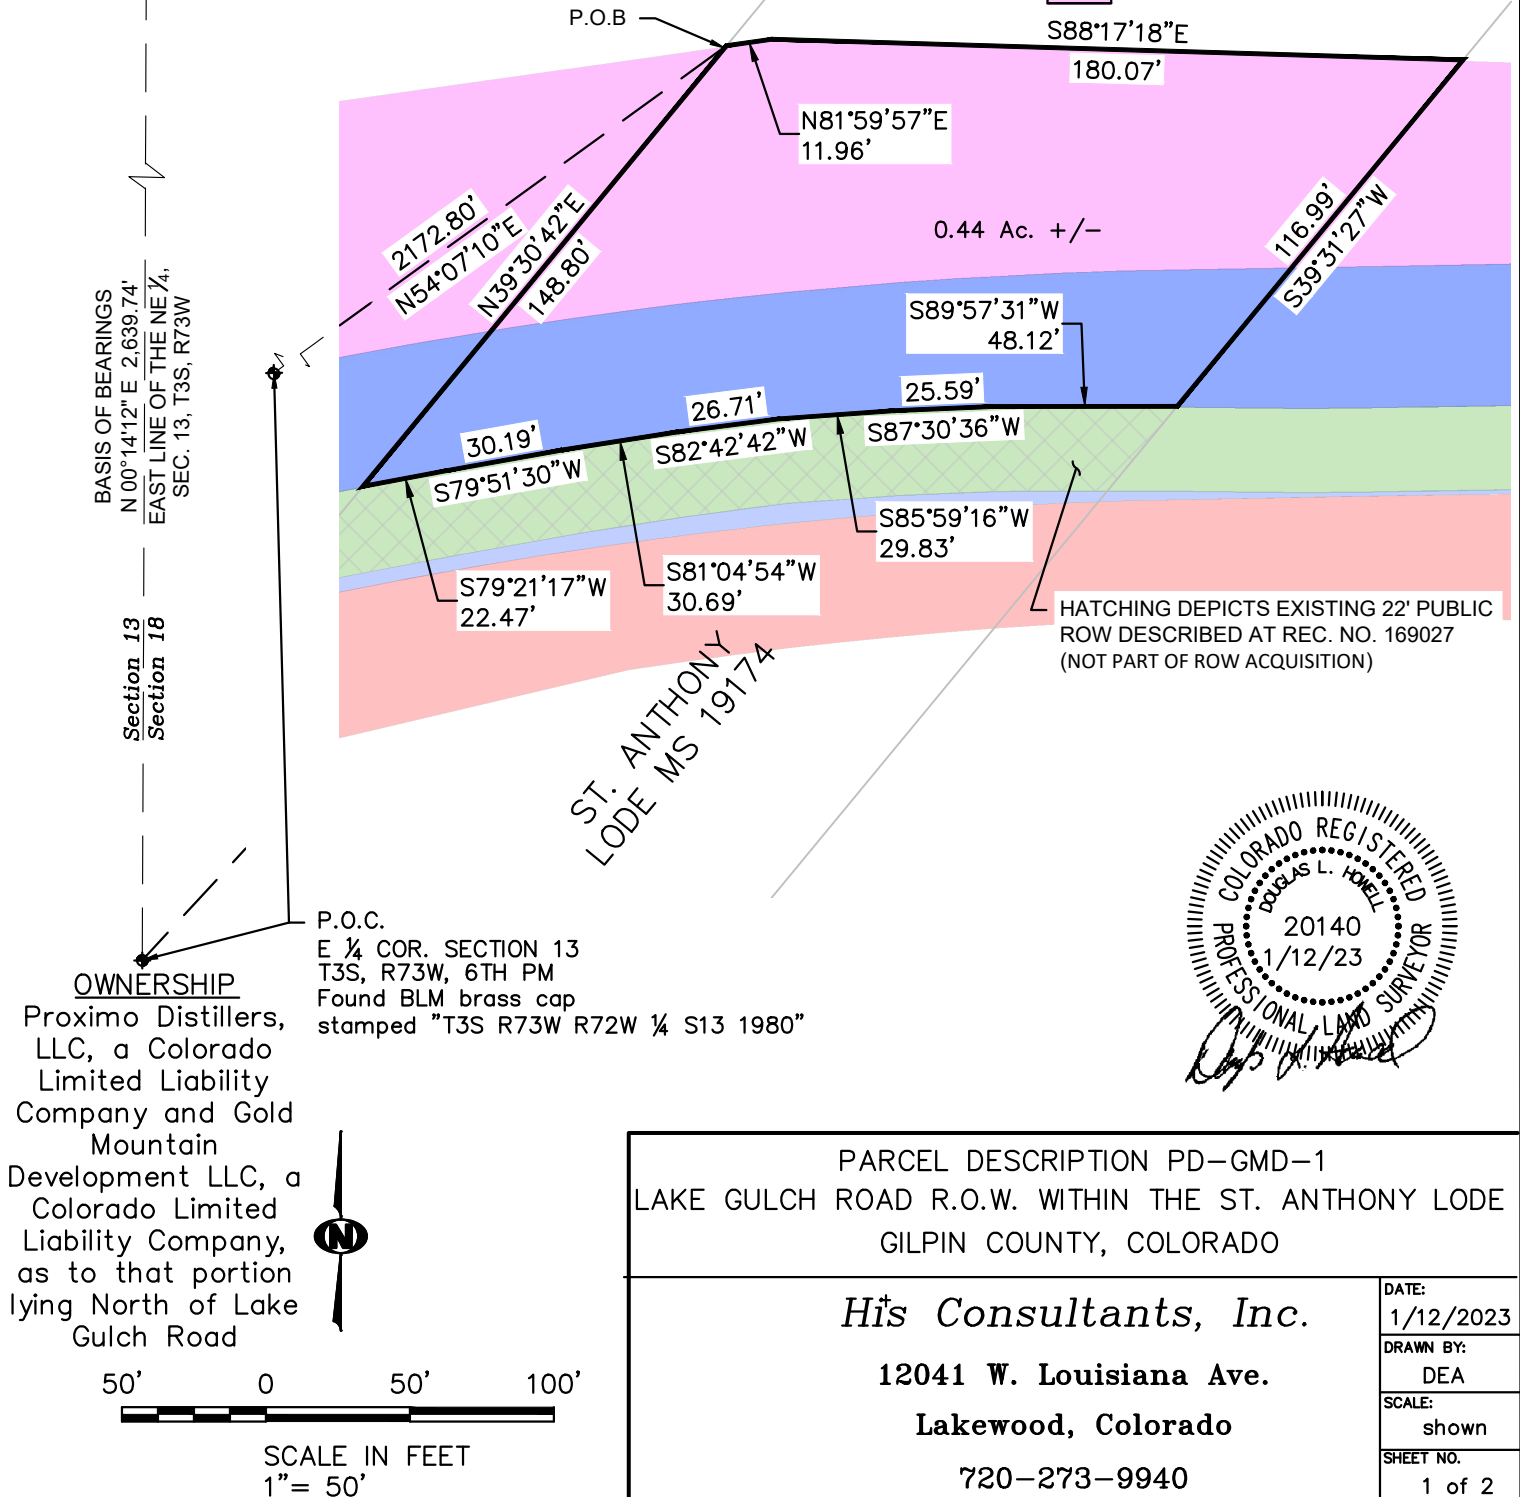 P.O.B
S88°17'18"E
180.07'
N81°59'57"E
11.96'
2172.80'
N54°07'10"E
N39°30'42"E
148.80'
0.44 Ac. +/-
116.99'
S39°31'27"W
S89°57'31"W
48.12'
BASIS OF BEARINGS
N 00°14'12" E 2,639.74'
EAST LINE OF THE NE ¼,
SEC. 13, T3S, R73W
30.19'
S79°51'30"W
26.71'
S82°42'42"W
25.59'
S87°30'36"W
S85°59'16"W
29.83'
S79°21'17"W
22.47'
S81°04'54"W
30.69'
HATCHING DEPICTS EXISTING 22' PUBLIC
ROW DESCRIBED AT REC. NO. 169027
(NOT PART OF ROW ACQUISITION)
Section 13
Section 18
ST. ANTHONY
LODE MS 19174
COLORADO REGISTERED
DOUGLAS L. HOWELL
20140
1/12/23
PROFESSIONAL LAND SURVEYOR
P.O.C.
E ¼ COR. SECTION 13
T3S, R73W, 6TH PM
Found BLM brass cap
stamped "T3S R73W R72W ¼ S13 1980"
OWNERSHIP
Proximo Distillers,
LLC, a Colorado
Limited Liability
Company and Gold
Mountain
Development LLC, a
Colorado Limited
Liability Company,
as to that portion
lying North of Lake
Gulch Road
N
50' 0 50' 100'
SCALE IN FEET
1"= 50'
PARCEL DESCRIPTION PD-GMD-1
LAKE GULCH ROAD R.O.W. WITHIN THE ST. ANTHONY LODE
GILPIN COUNTY, COLORADO
His Consultants, Inc.
12041 W. Louisiana Ave.
Lakewood, Colorado
720-273-9940
DATE:
1/12/2023
DRAWN BY:
DEA
SCALE:
shown
SHEET NO.
1 of 2